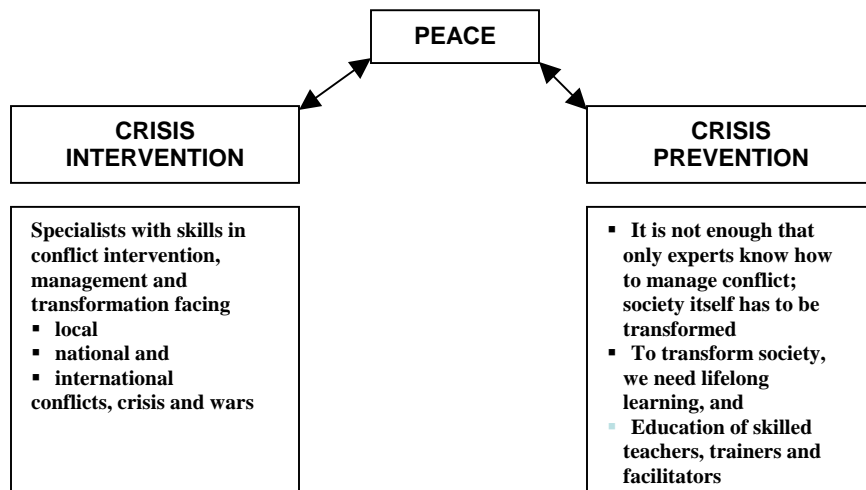 PEACE
CRISIS
INTERVENTION
CRISIS
PREVENTION
Specialists with skills in
conflict intervention,
management and
transformation facing
▪ local
▪ national and
▪ international
conflicts, crisis and wars
▪ It is not enough that
only experts know how
to manage conflict;
society itself has to be
transformed
▪ To transform society,
we need lifelong
learning, and
▪ Education of skilled
teachers, trainers and
facilitators